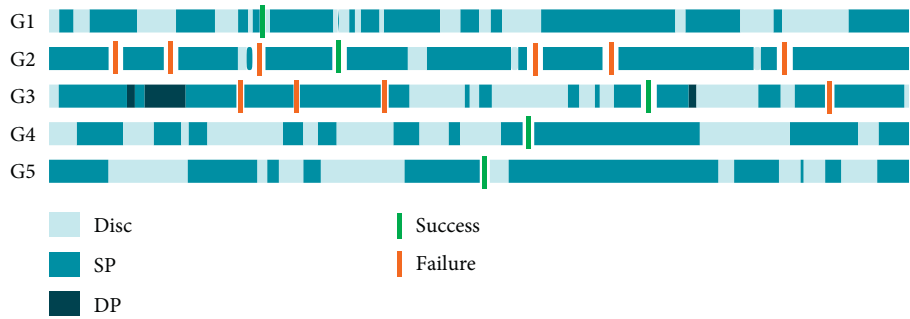 G1
G2
G3
G4
G5
Disc
Success
SP
Failure
DP